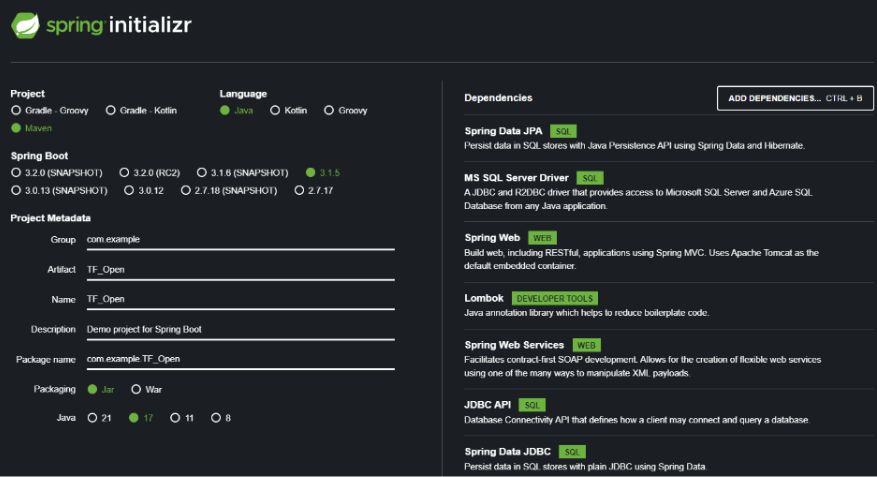 spring initializr
Project
Gradle - Groovy Gradle - Kotlin
Maven
Language
Java Kotlin Groovy
Spring Boot
3.2.0 (SNAPSHOT) 3.2.0 (RC2) 3.1.6 (SNAPSHOT) 3.1.5
3.0.13 (SNAPSHOT) 3.0.12 2.7.18 (SNAPSHOT) 2.7.17
Project Metadata
Group com.example
Artifact TF_Open
Name TF_Open
Description Demo project for Spring Boot
Package name com.example.TF_Open
Packaging Jar War
Java 21 17 11 8
Dependencies
ADD DEPENDENCIES... CTRL + B
Spring Data JPA SQL
Persist data in SQL stores with Java Persistence API using Spring Data and Hibernate.
MS SQL Server Driver SQL
A JDBC and R2DBC driver that provides access to Microsoft SQL Server and Azure SQL
Database from any Java application.
Spring Web WEB
Build web, including RESTful, applications using Spring MVC. Uses Apache Tomcat as the
default embedded container.
Lombok DEVELOPER TOOLS
Java annotation library which helps to reduce boilerplate code.
Spring Web Services WEB
Facilitates contract-first SOAP development. Allows for the creation of flexible web services
using one of the many ways to manipulate XML payloads.
JDBC API SQL
Database Connectivity API that defines how a client may connect and query a database.
Spring Data JDBC SQL
Persist data in SQL stores with plain JDBC using Spring Data.